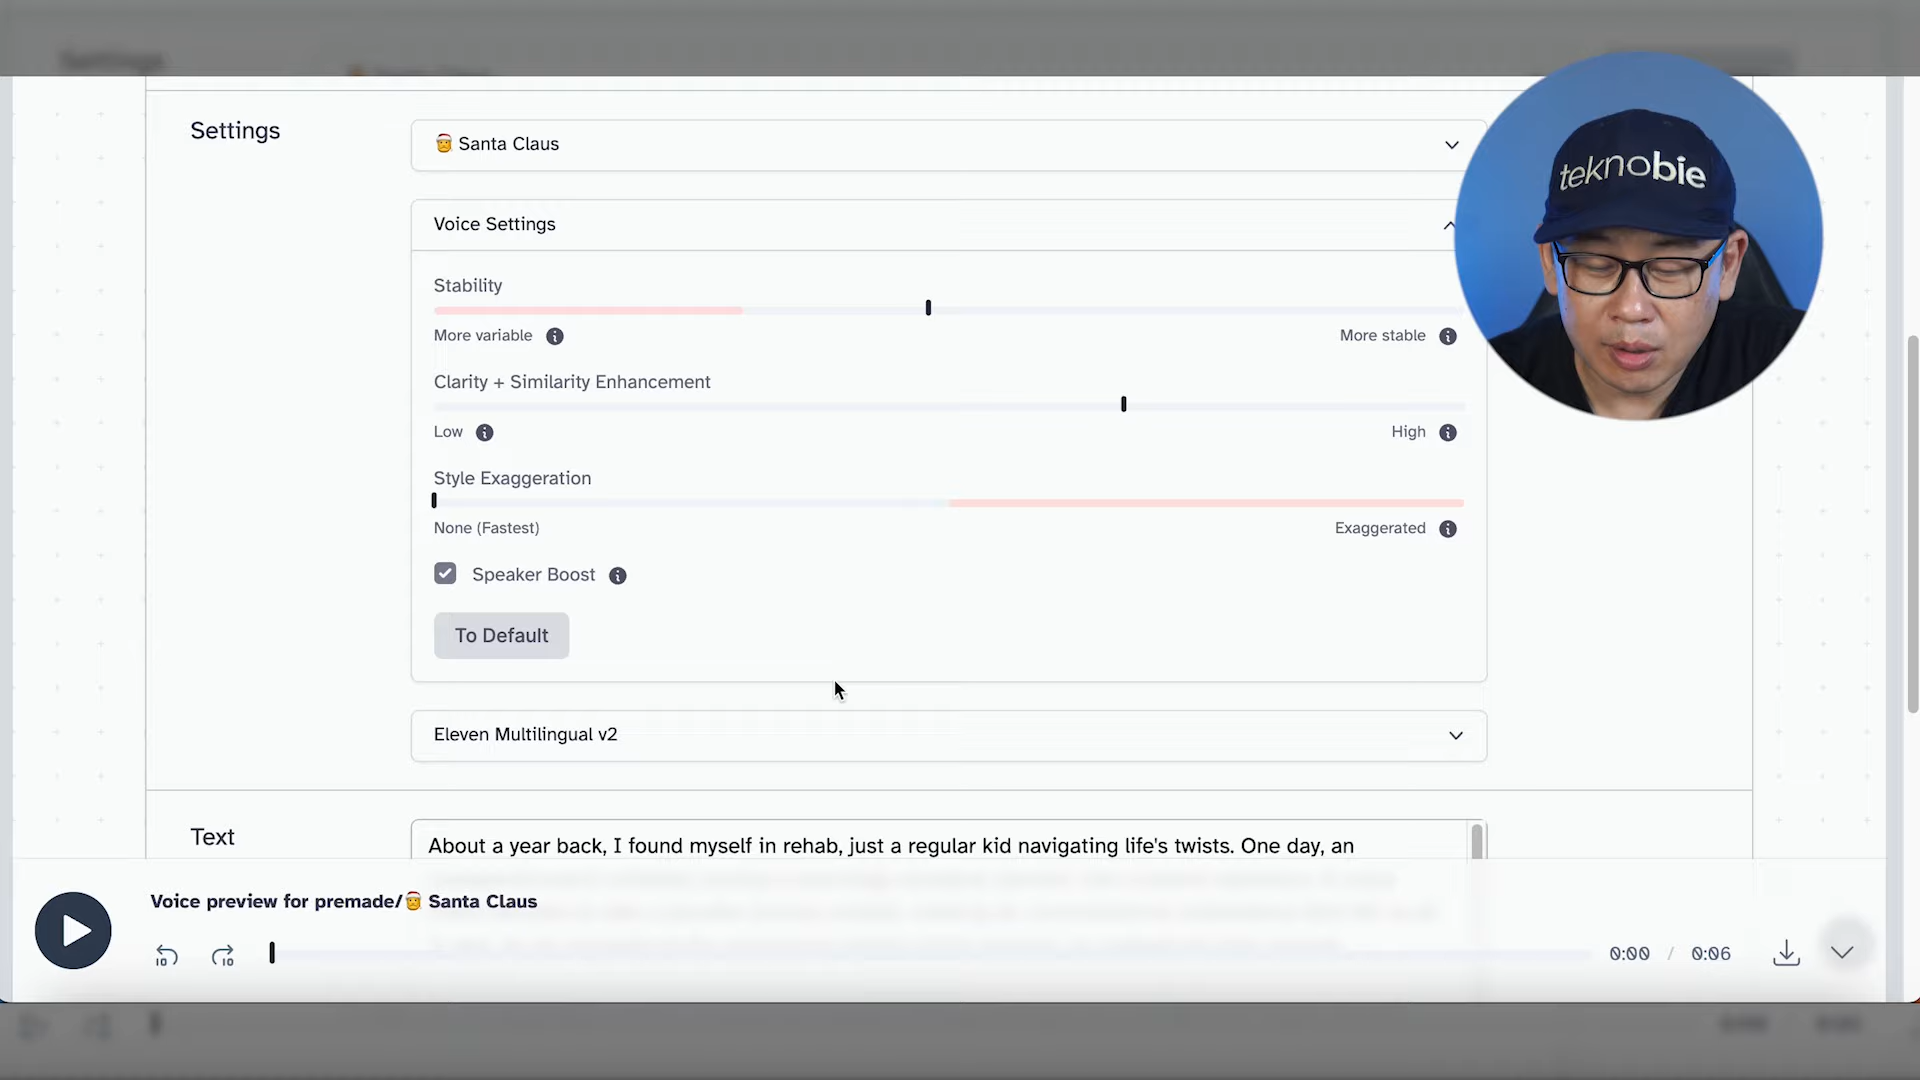 Settings
Santa Claus
teknobie
Voice Settings
Stability
More variable
More stable
Clarity + Similarity Enhancement
Low
High
Style Exaggeration
None (Fastest)
Exaggerated
Speaker Boost
To Default
Eleven Multilingual v2
Text
About a year back, I found myself in rehab, just a regular kid navigating life's twists. One day, an
Voice preview for premade/ Santa Claus
10
10
0:00 / 0:06